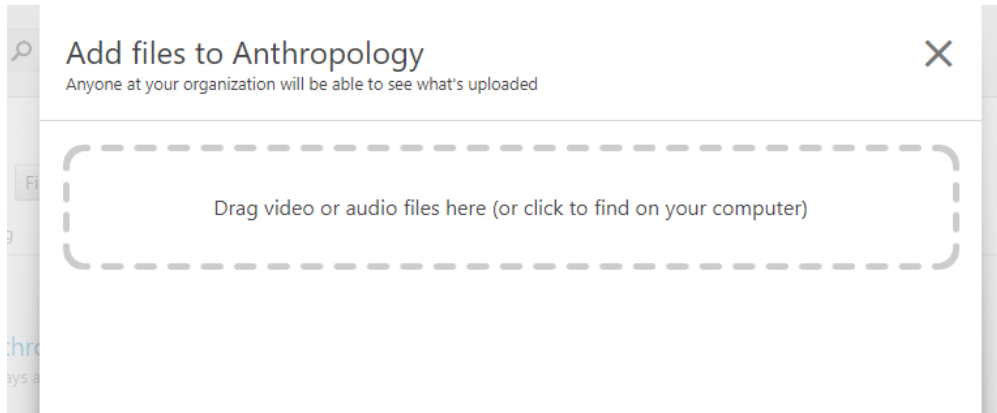 Add files to Anthropology
Anyone at your organization will be able to see what's uploaded
Drag video or audio files here (or click to find on your computer)